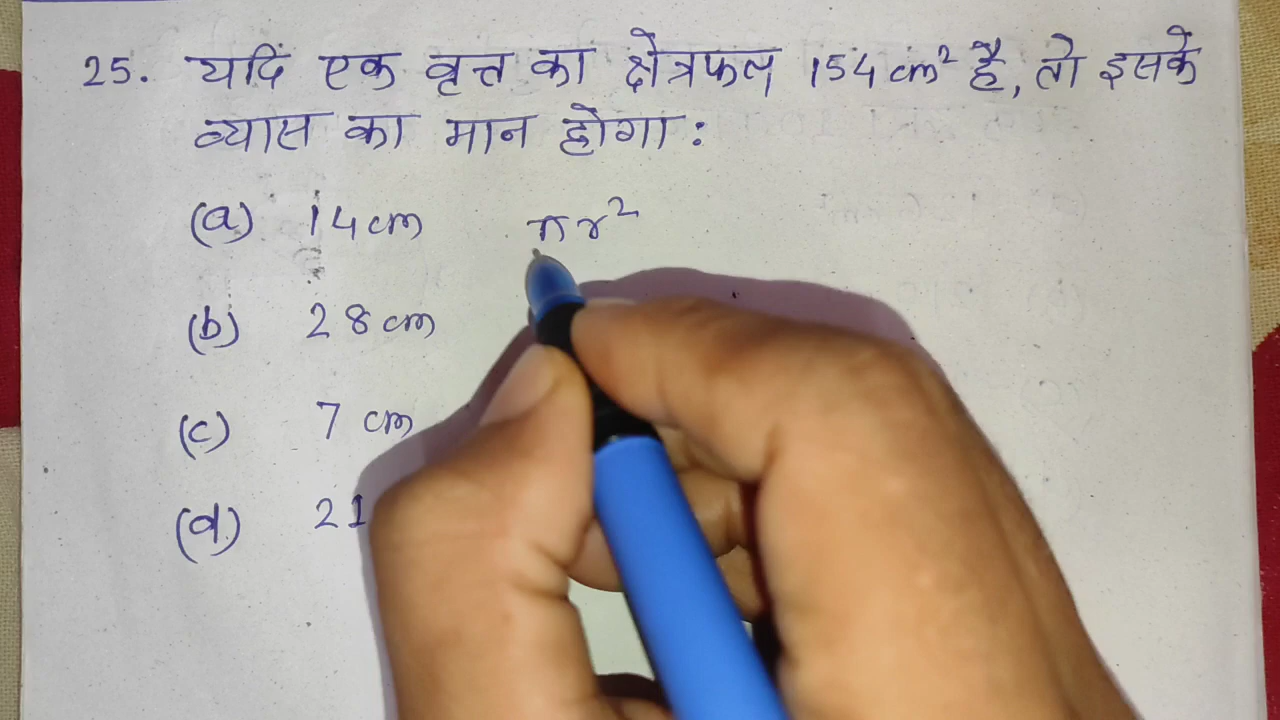 25. यदि एक वृत्त का क्षेत्रफल 154 cm² है, तो इसके
व्यास का मान होगा:
(a) 14 cm πr²
(b) 28 cm
(c) 7 cm
(d) 21